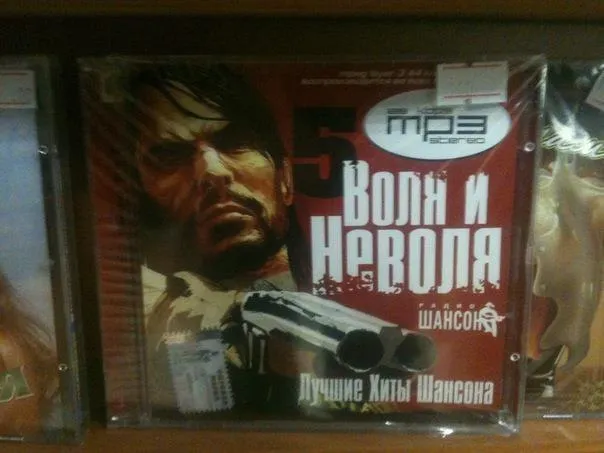 5
mp3
stereo
Воля и
Неволя
РАДИО
ШАНСОН
Лучшие Хиты Шансона